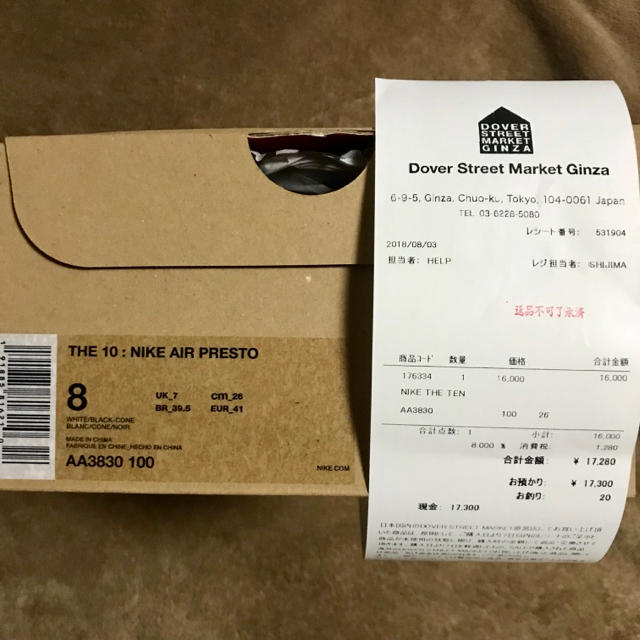 THE 10 : NIKE AIR PRESTO
8
UK_7
cm_26
BR_39.5
EUR_41
WHITE/BLACK-CONE
BLANC/CONE/NOIR
MADE IN CHINA
FABRIQUE EN CHINE_HECHO EN CHINA
AA3830 100
NIKE.COM
DOVER
STREET
MARKET
GINZA
Dover Street Market Ginza
6-9-5, Ginza, Chuo-ku, Tokyo, 104-0061 Japan
TEL 03-6228-5080
レシート番号: 531904
2018/08/03
担当者: HELP
レジ担当者: ISHIJIMA
返品不可了承済
商品コード 数量 価格 合計金額
176334 1 16,000 16,000
NIKE THE TEN
AA3830 100 26
合計点数: 1 小計: 16,000
8.000 % 消費税: 1,280
合計金額: ¥ 17,280
お預かり: ¥ 17,300
お釣り: 20
現金: 17,300